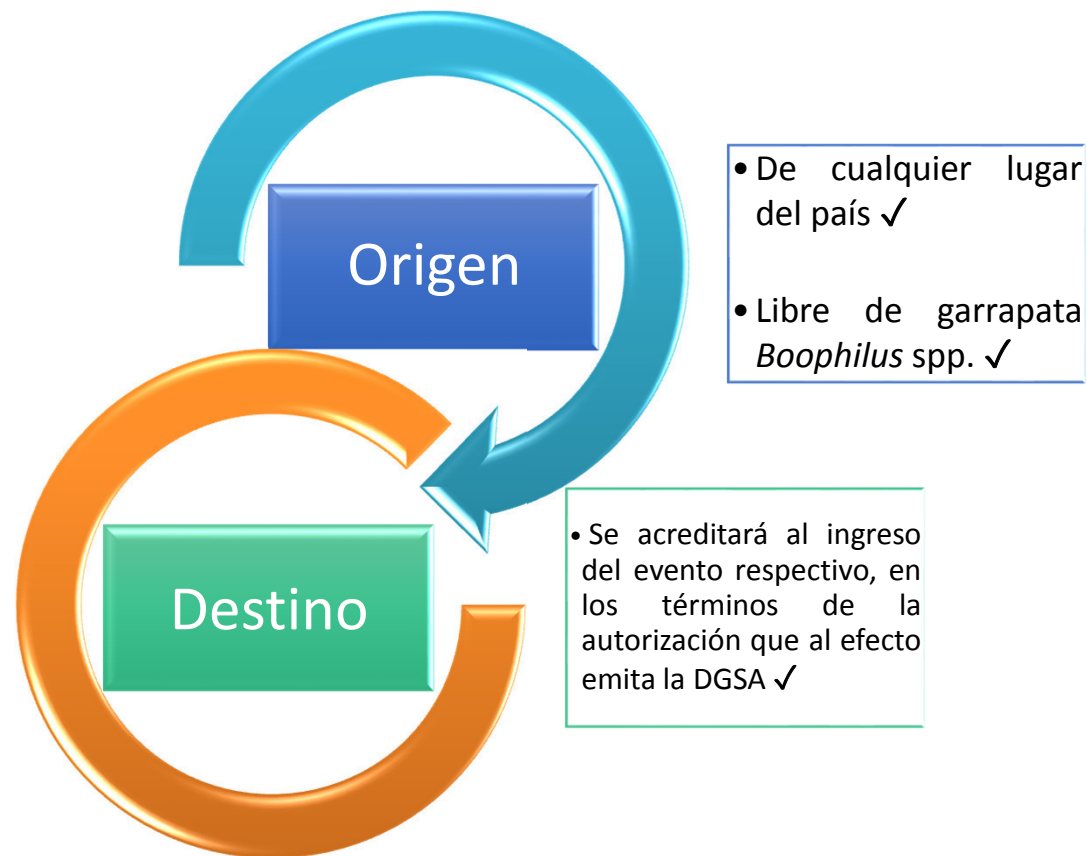 Origen
• De cualquier lugar
del país ✓
• Libre de garrapata
Boophilus spp. ✓
Destino
• Se acreditará al ingreso
del evento respectivo, en
los términos de la
autorización que al efecto
emita la DGSA ✓